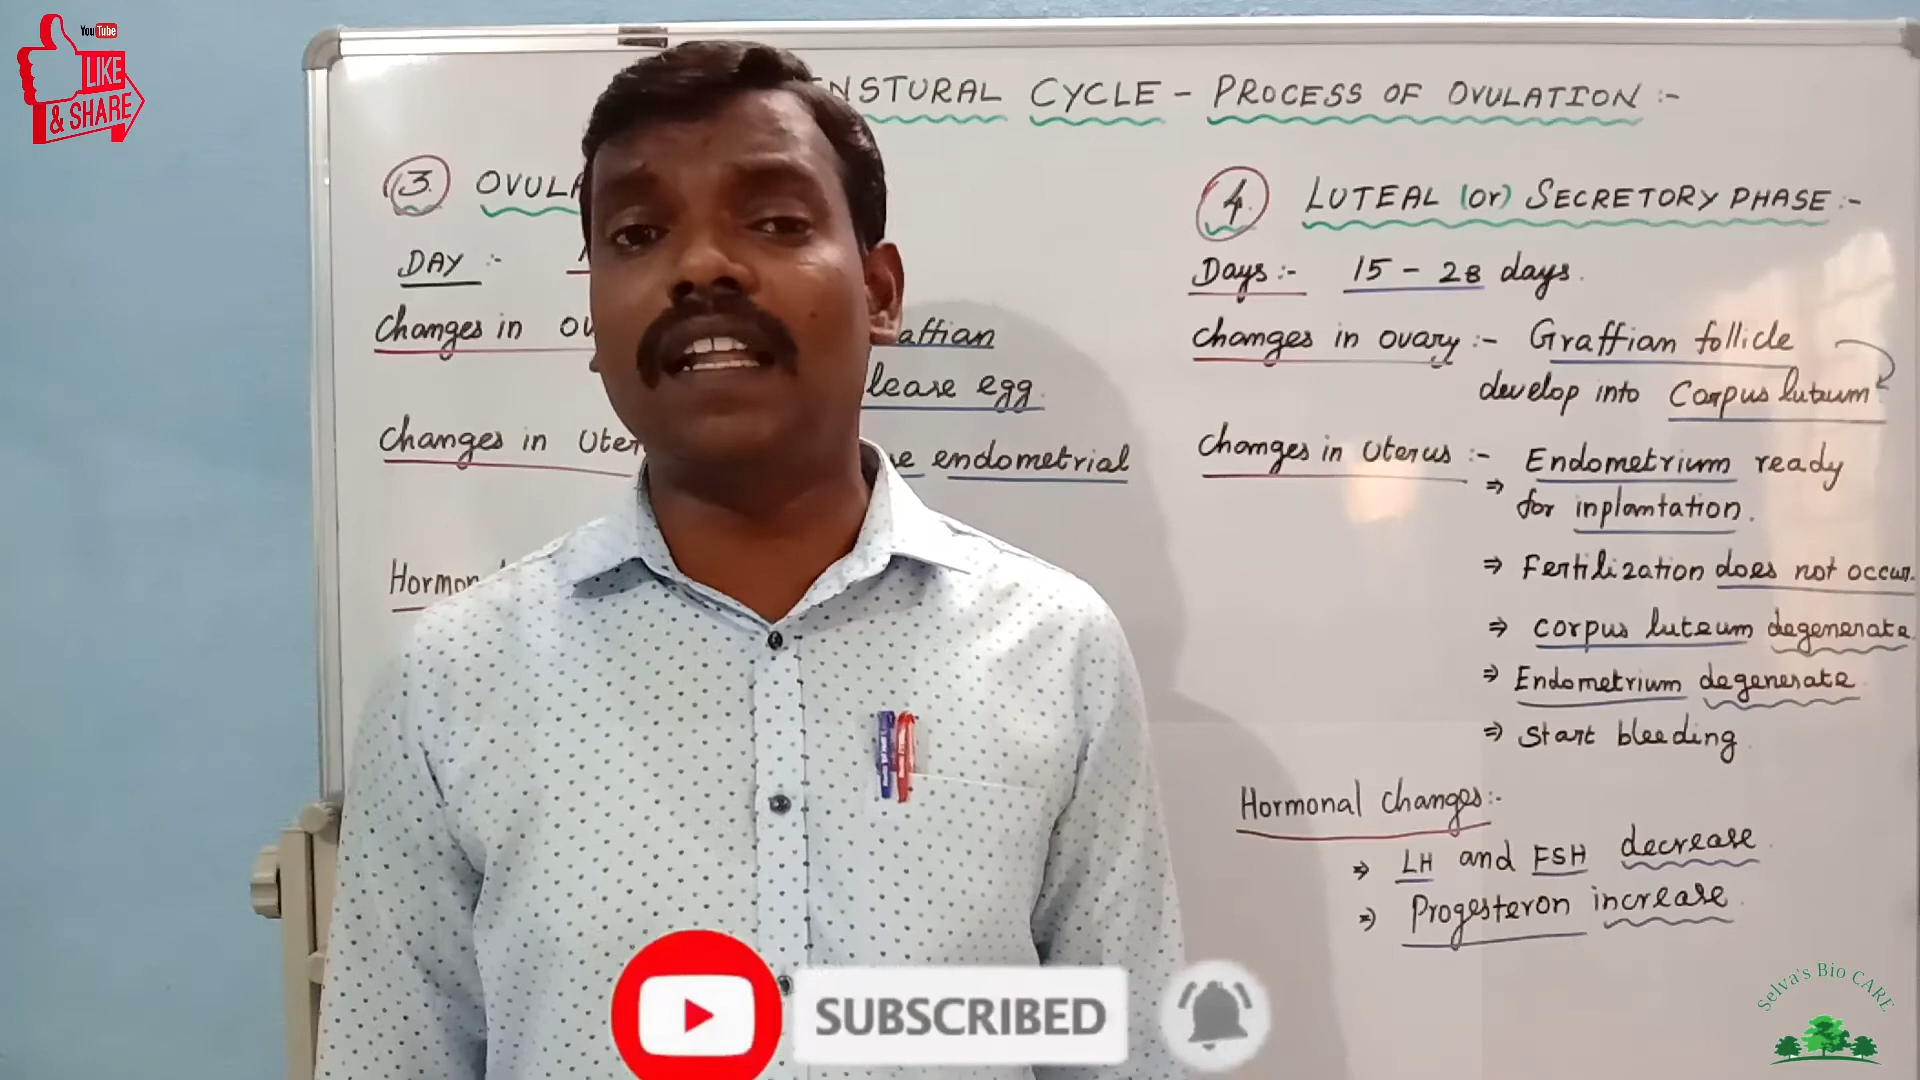 YouTube
LIKE
& SHARE
NSTURAL CYCLE - PROCESS OF OVULATION :-
3. OVULA
DAY :-
Changes in ov
affian
lease egg.
Changes in Uter
e endometrial
Hormon
4. LUTEAL (or) SECRETORY PHASE :-
Days :- 15 - 28 days.
Changes in ovary :- Graffian follicle
develop into Corpus luteum
Changes in Uterus :- Endometrium ready
⇒ for inplantation.
⇒ Fertilization does not occur.
⇒ corpus luteum degenerate.
⇒ Endometrium degenerate
⇒ Start bleeding
Hormonal Changes :-
⇒ LH and FSH decrease
⇒ Progesteron increase
SUBSCRIBED
Selva's Bio CARE